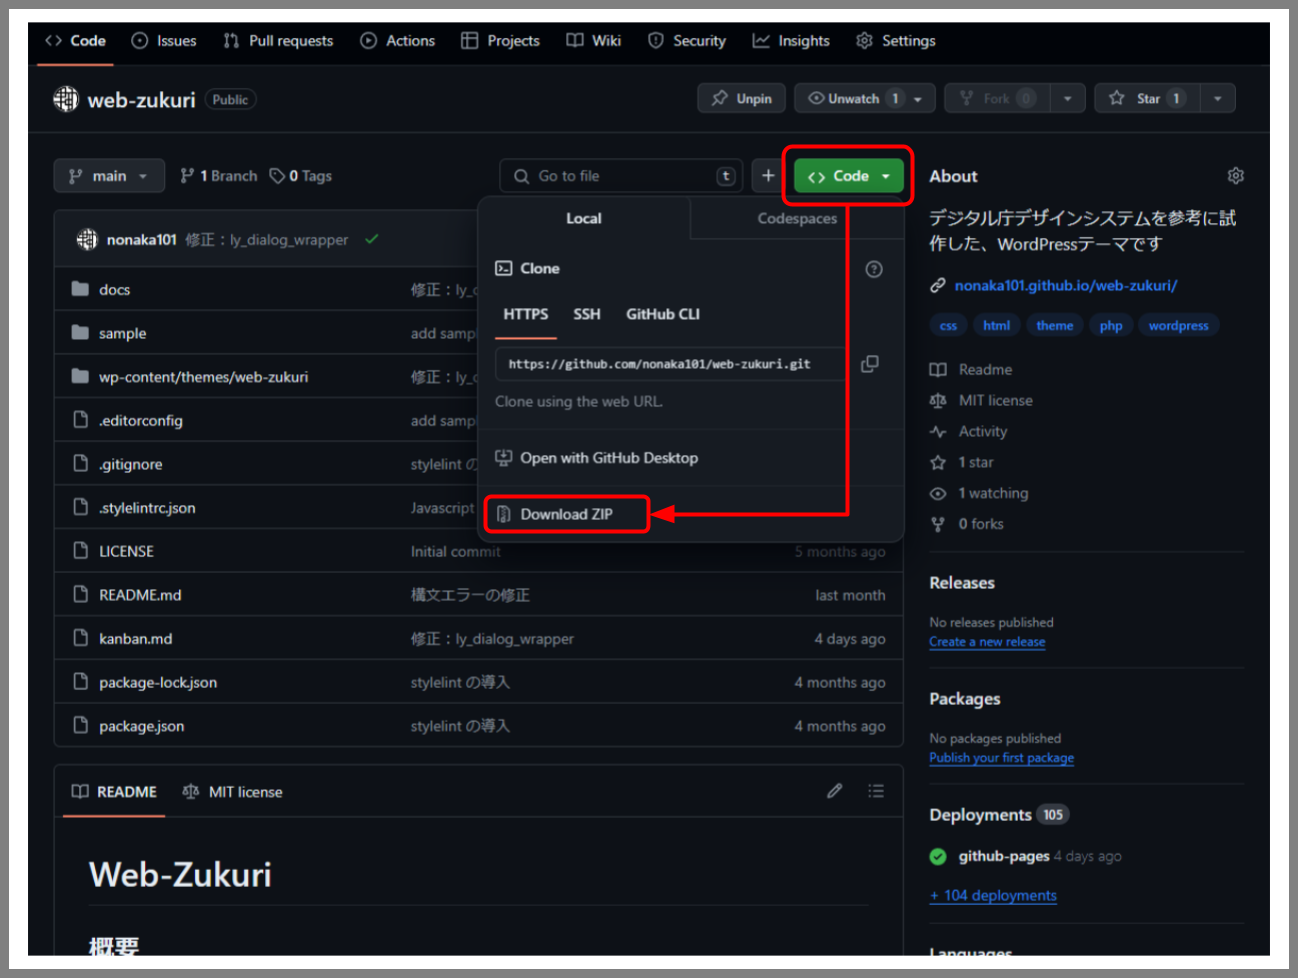 Code Issues Pull requests Actions Projects Wiki Security Insights Settings
web-zukuri Public Unpin Unwatch 1 Fork 0 Star 1
main 1 Branch 0 Tags Go to file t + Code
nonaka101 修正：ly_dialog_wrapper
docs 修正：ly_
sample add samp
wp-content/themes/web-zukuri 修正：ly_
.editorconfig add samp
.gitignore stylelint
.stylelintrc.json Javascript
LICENSE Initial commit 5 months ago
README.md 構文エラーの修正 last month
kanban.md 修正：ly_dialog_wrapper 4 days ago
package-lock.json stylelint の導入 4 months ago
package.json stylelint の導入 4 months ago
Local Codespaces
Clone
HTTPS SSH GitHub CLI
https://github.com/nonaka101/web-zukuri.git
Clone using the web URL.
Open with GitHub Desktop
Download ZIP
README MIT license
Web-Zukuri
概要
About
デジタル庁デザインシステムを参考に試
作した、WordPressテーマです
nonaka101.github.io/web-zukuri/
css html theme php wordpress
Readme
MIT license
Activity
1 star
1 watching
0 forks
Releases
No releases published
Create a new release
Packages
No packages published
Publish your first package
Deployments 105
github-pages 4 days ago
+ 104 deployments
Languages